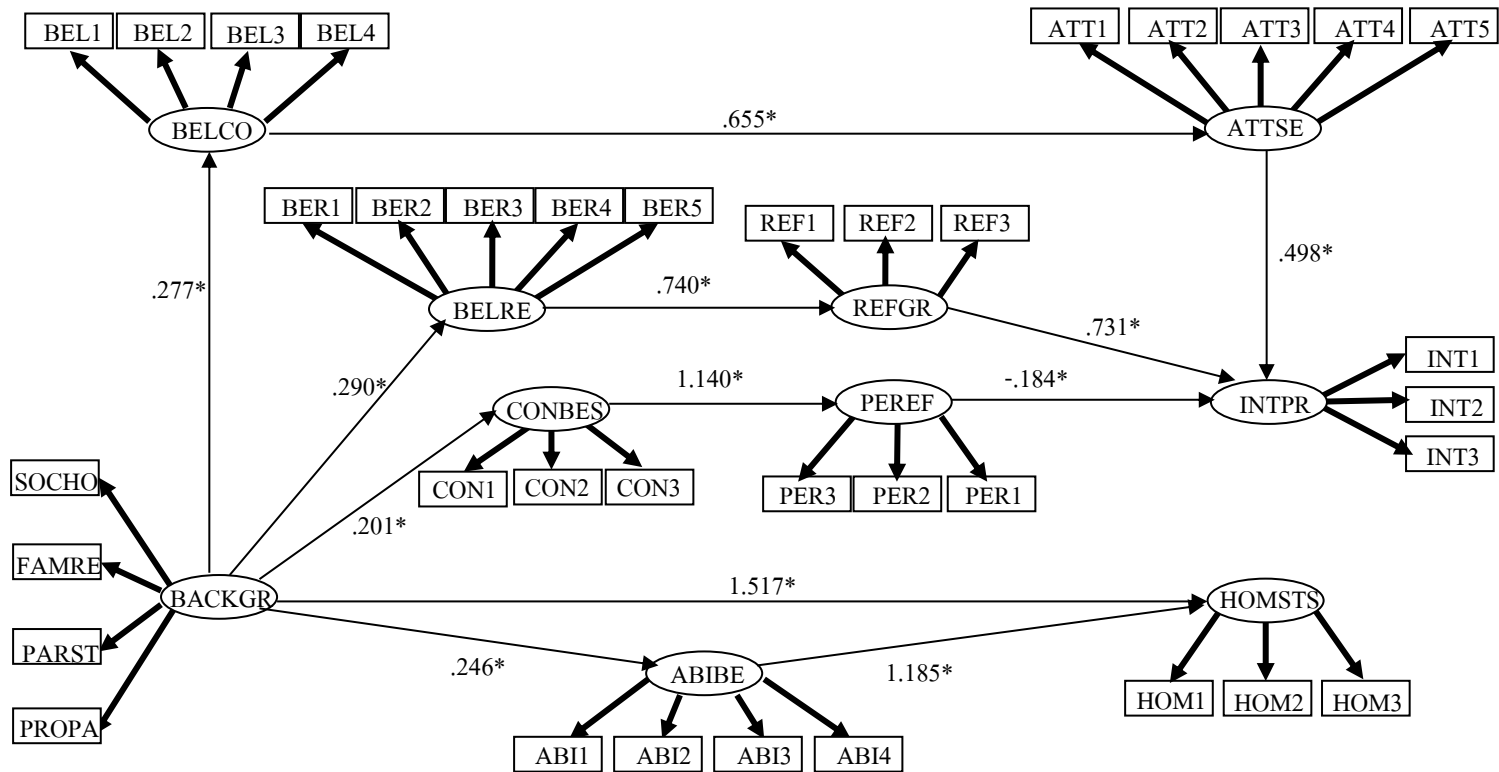 BEL1 BEL2 BEL3 BEL4
ATT1 ATT2 ATT3 ATT4 ATT5
BELCO
.655*
ATTSE
BER1 BER2 BER3 BER4 BER5
REF1 REF2 REF3
.277*
.740*
.498*
BELRE
REFGR
.731*
INT1
.290*
1.140*
-.184*
CONBES
PEREF
INTPR
INT2
INT3
SOCHO
CON1 CON2 CON3
PER3 PER2 PER1
.201*
FAMRE
BACKGR
1.517*
HOMSTS
PARST
.246*
ABIBE
1.185*
HOM1 HOM2 HOM3
PROPA
ABI1 ABI2 ABI3 ABI4